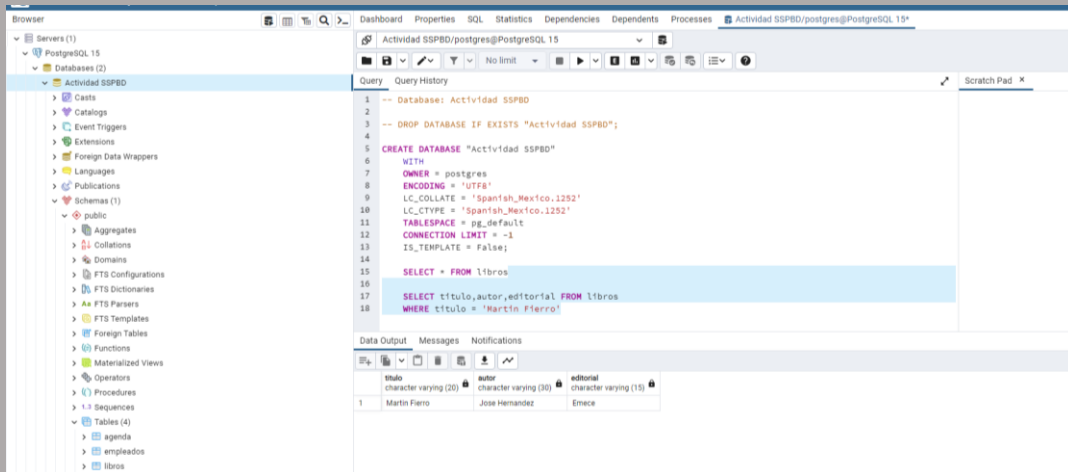 Browser
Servers (1)
PostgreSQL 15
Databases (2)
Actividad SSPBD
Casts
Catalogs
Event Triggers
Extensions
Foreign Data Wrappers
Languages
Publications
Schemas (1)
public
Aggregates
Collations
Domains
FTS Configurations
FTS Dictionaries
FTS Parsers
FTS Templates
Foreign Tables
Functions
Materialized Views
Operators
Procedures
1..3 Sequences
Tables (4)
agenda
empleados
libros
Dashboard Properties SQL Statistics Dependencies Dependents Processes Actividad SSPBD/postgres@PostgreSQL 15*
Actividad SSPBD/postgres@PostgreSQL 15
No limit
Query Query History
1 -- Database: Actividad SSPBD
2
3 -- DROP DATABASE IF EXISTS "Actividad SSPBD";
4
5 CREATE DATABASE "Actividad SSPBD"
6 WITH
7 OWNER = postgres
8 ENCODING = 'UTF8'
9 LC_COLLATE = 'Spanish_Mexico.1252'
10 LC_CTYPE = 'Spanish_Mexico.1252'
11 TABLESPACE = pg_default
12 CONNECTION LIMIT = -1
13 IS_TEMPLATE = False;
14
15 SELECT * FROM libros
16
17 SELECT titulo,autor,editorial FROM libros
18 WHERE titulo = 'Martin Fierro'
Scratch Pad
Data Output Messages Notifications
titulo autor editorial
character varying (20) character varying (30) character varying (15)
1 Martin Fierro Jose Hernandez Emece